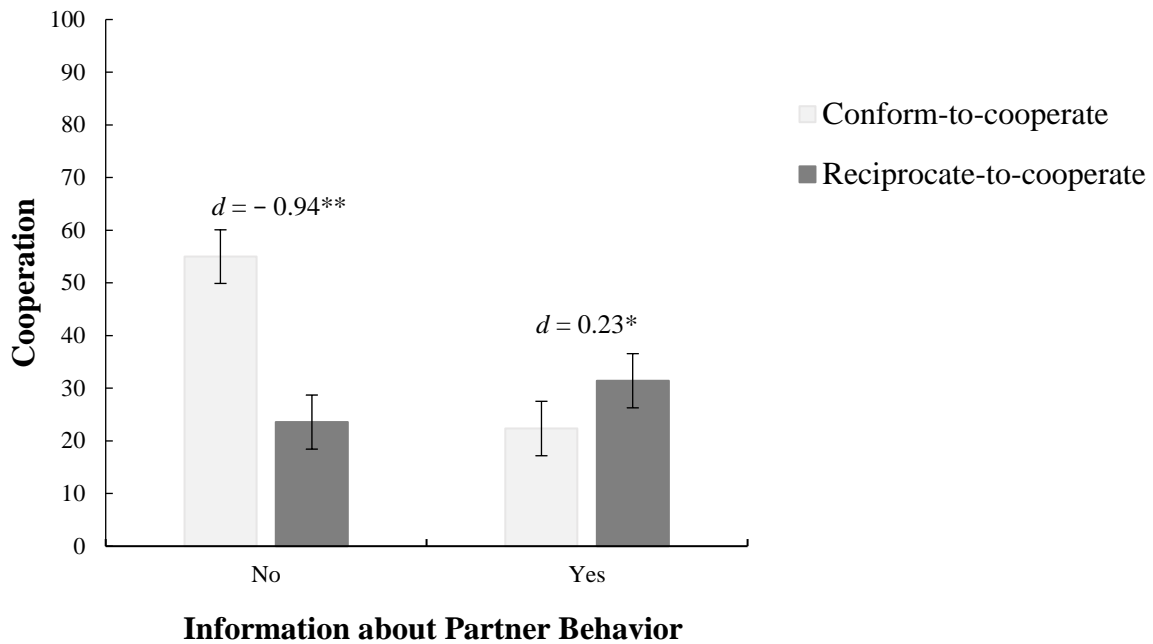 100
90
80
70
60
50
40
30
20
10
0
Cooperation
d = − 0.94**
d = 0.23*
Conform-to-cooperate
Reciprocate-to-cooperate
No
Yes
Information about Partner Behavior